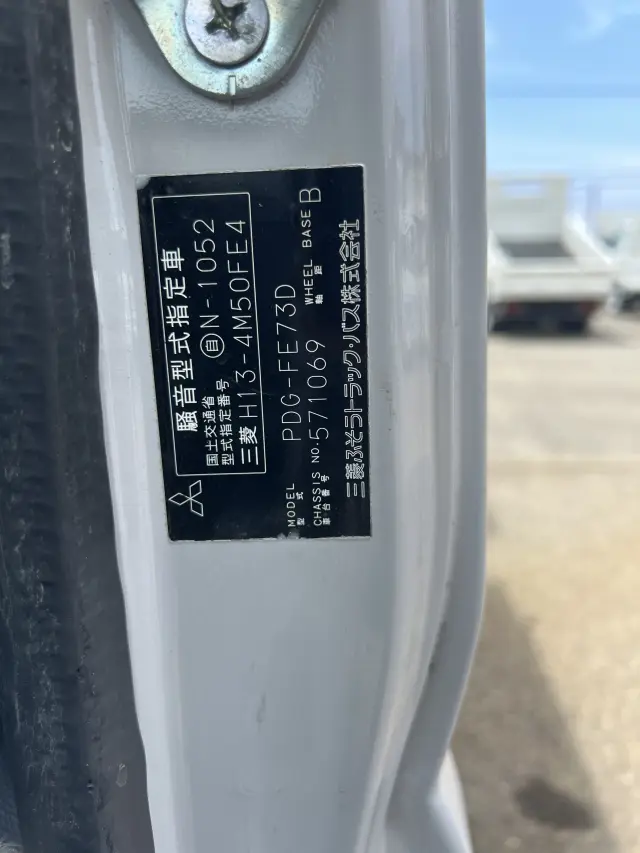 騒音型式指定車
国土交通省
型式指定番号 自N-1052
三菱 H13-4M50FE4
MODEL
型式 PDG-FE73D
CHASSIS NO. 571069 WHEEL BASE B
車台番号 軸距
三菱ふそうトラック・バス株式会社